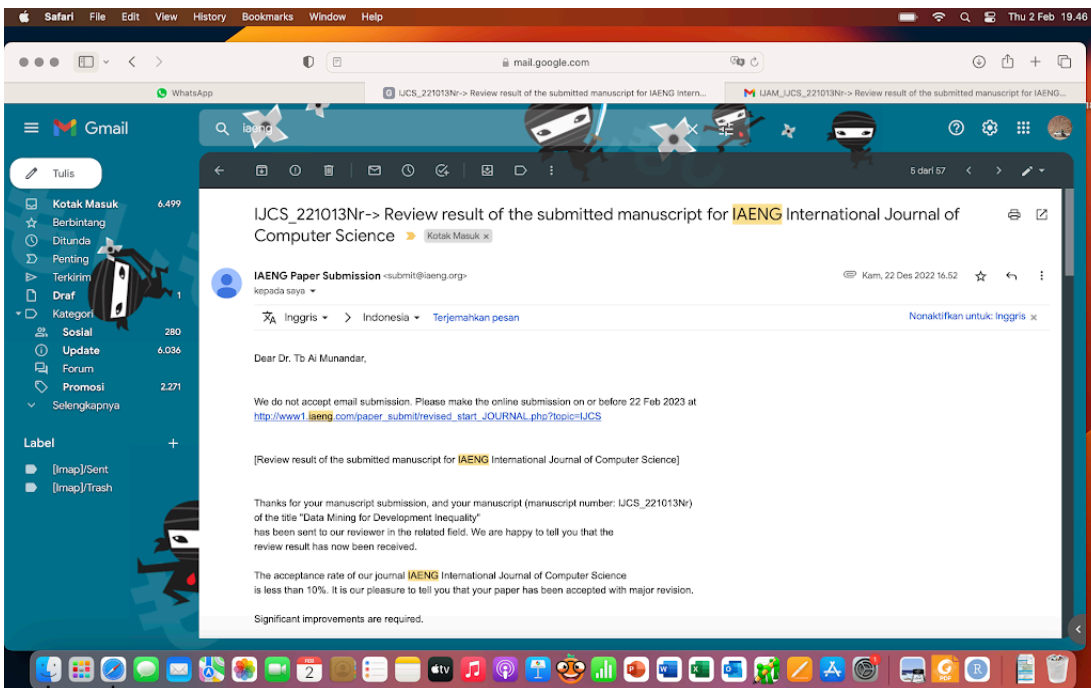 Safari File Edit View History Bookmarks Window Help Thu 2 Feb 19.46
mail.google.com
WhatsApp
IJCS_221013Nr-> Review result of the submitted manuscript for IAENG Intern...
IJAM_IJCS_221013Nr-> Review result of the submitted manuscript for IAENG...
Gmail
iaeng
Tulis
5 dari 57
Kotak Masuk 6.499
Berbintang
Ditunda
Penting
Terkirim
Draf 1
Kategori
Sosial 280
Update 6.036
Forum
Promosi 2.271
Selengkapnya
Label +
[Imap]/Sent
[Imap]/Trash
IJCS_221013Nr-> Review result of the submitted manuscript for IAENG International Journal of
Computer Science Kotak Masuk x
IAENG Paper Submission <submit@iaeng.org> Kam, 22 Des 2022 16.52
kepada saya
Inggris > Indonesia Terjemahkan pesan Nonaktifkan untuk: Inggris x
Dear Dr. Tb Ai Munandar,
We do not accept email submission. Please make the online submission on or before 22 Feb 2023 at
http://www1.iaeng.com/paper_submit/revised_start_JOURNAL.php?topic=IJCS
[Review result of the submitted manuscript for IAENG International Journal of Computer Science]
Thanks for your manuscript submission, and your manuscript (manuscript number: IJCS_221013Nr)
of the title "Data Mining for Development Inequality"
has been sent to our reviewer in the related field. We are happy to tell you that the
review result has now been received.
The acceptance rate of our journal IAENG International Journal of Computer Science
is less than 10%. It is our pleasure to tell you that your paper has been accepted with major revision.
Significant improvements are required.
FEB
2
tv
P
W
X
PDF
R